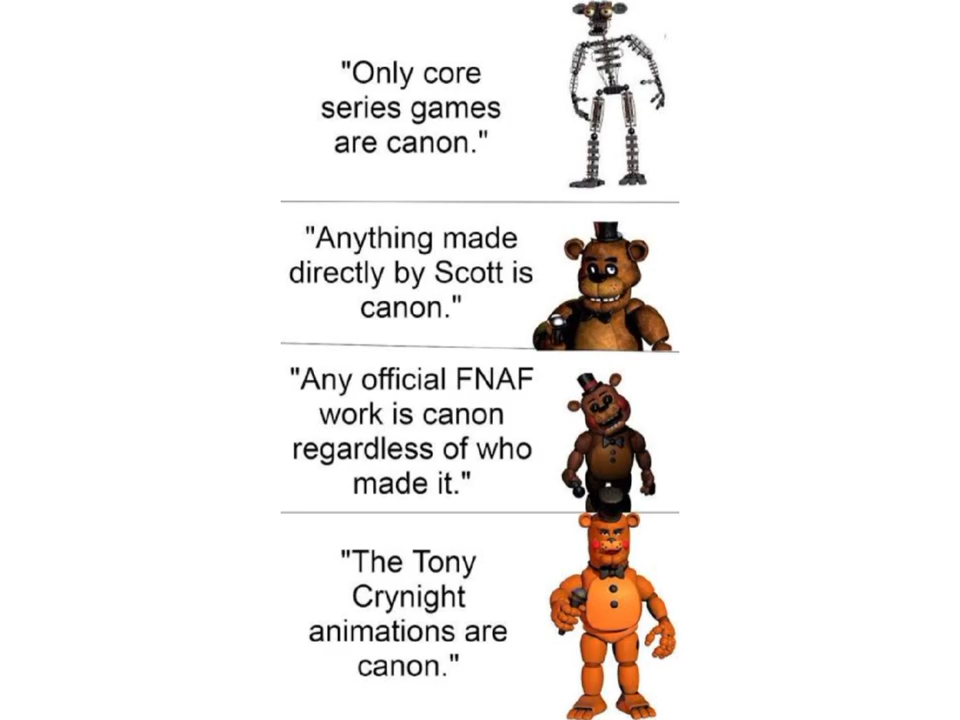 "Only core
series games
are canon."
"Anything made
directly by Scott is
canon."
"Any official FNAF
work is canon
regardless of who
made it."
"The Tony
Crynight
animations are
canon."